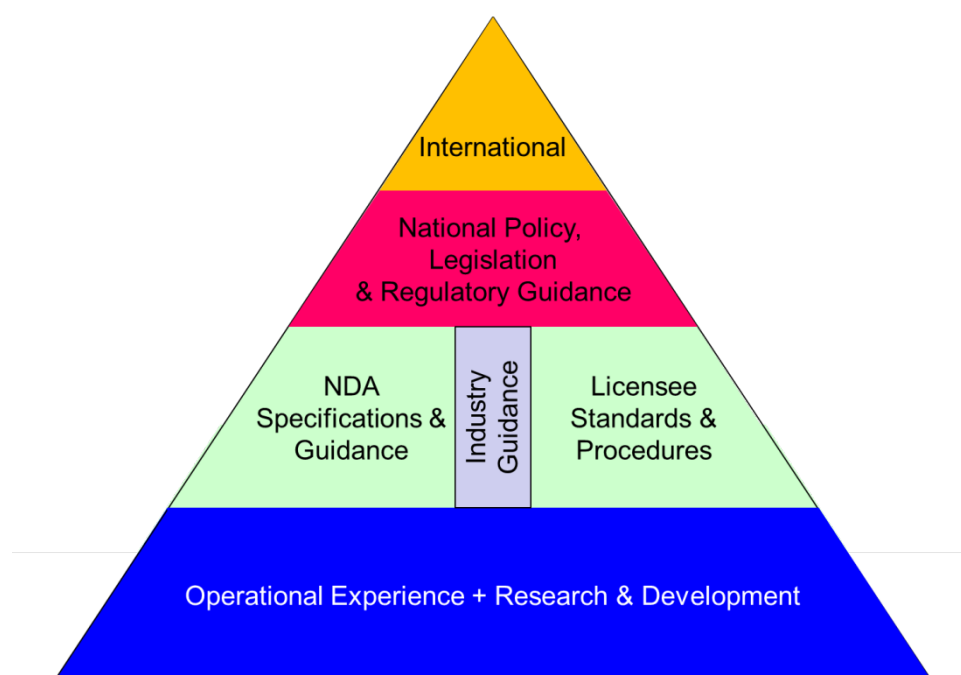 International
National Policy,
Legislation
& Regulatory Guidance
NDA
Specifications &
Guidance
Industry
Guidance
Licensee
Standards &
Procedures
Operational Experience + Research & Development